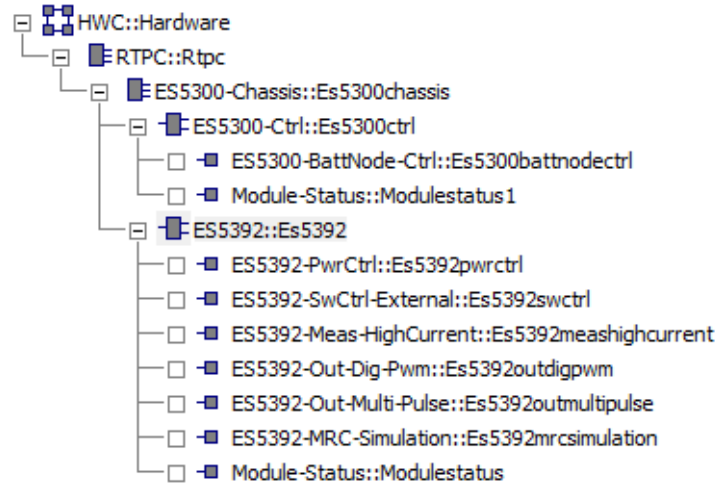 HWC::Hardware
RTPC::Rtpc
ES5300-Chassis::Es5300chassis
ES5300-Ctrl::Es5300ctrl
ES5300-BattNode-Ctrl::Es5300battnodectrl
Module-Status::Modulestatus1
ES5392::Es5392
ES5392-PwrCtrl::Es5392pwrctrl
ES5392-SwCtrl-External::Es5392swctrl
ES5392-Meas-HighCurrent::Es5392meashighcurrent
ES5392-Out-Dig-Pwm::Es5392outdigpwm
ES5392-Out-Multi-Pulse::Es5392outmultipulse
ES5392-MRC-Simulation::Es5392mrcsimulation
Module-Status::Modulestatus